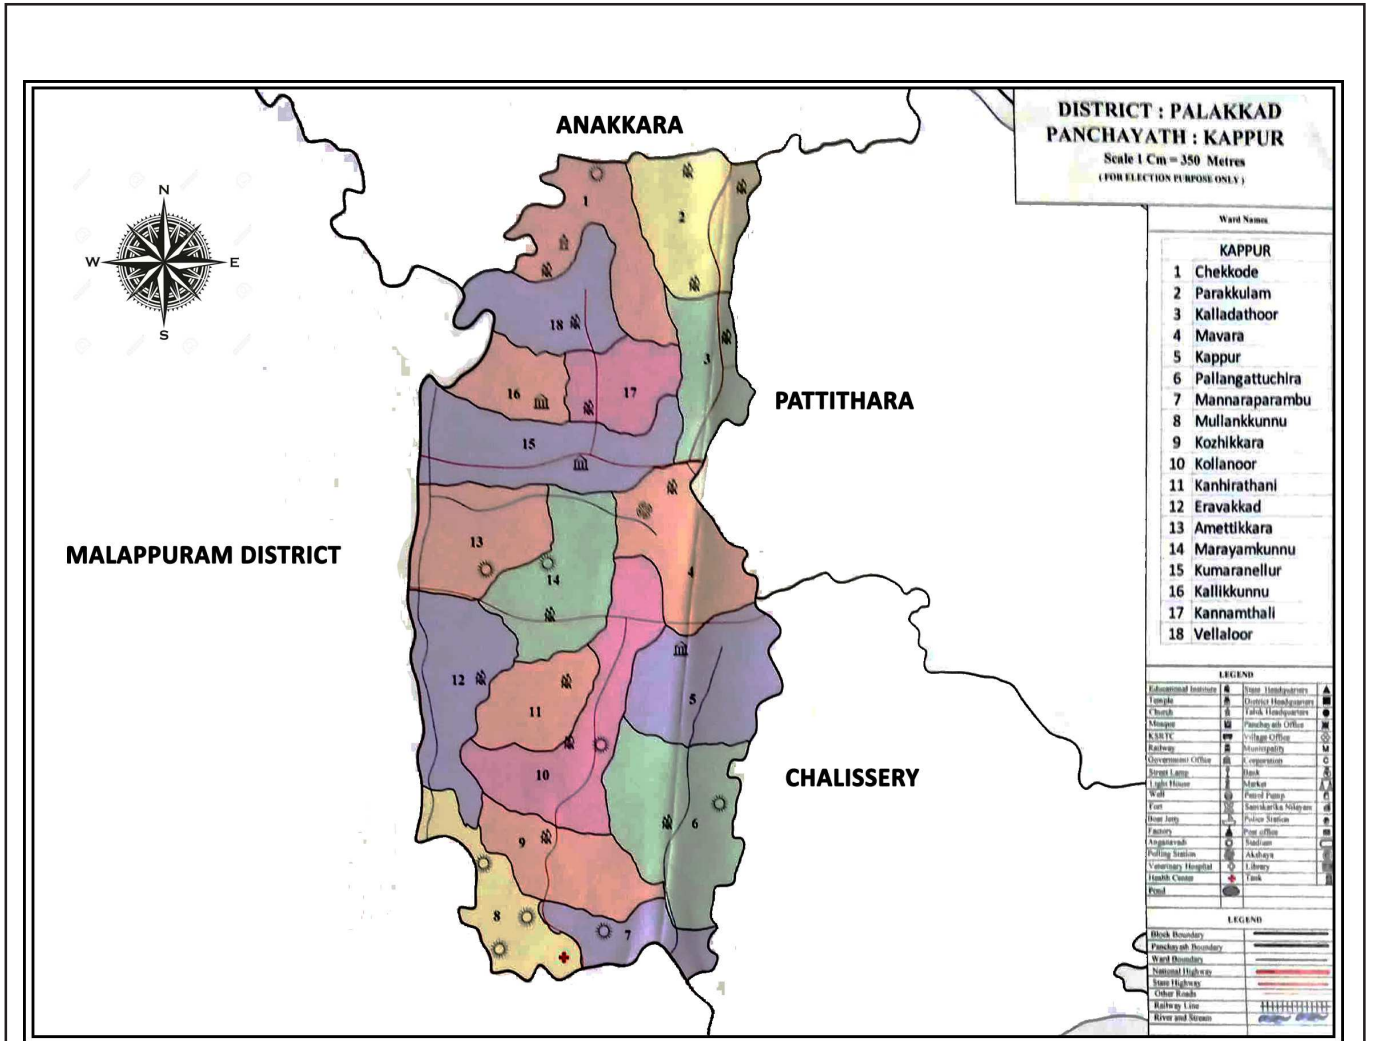 ANAKKARA
DISTRICT : PALAKKAD
PANCHAYATH : KAPPUR
Scale 1 Cm = 350 Metres
( FOR ELECTION PURPOSE ONLY )
N
W E
S
PATTITHARA
MALAPPURAM DISTRICT
CHALISSERY
1
2
18
3
16
17
15
13
14
4
12
11
5
10
9
6
8
7
Ward Names
KAPPUR
1 Chekkode
2 Parakkulam
3 Kalladathoor
4 Mavara
5 Kappur
6 Pallangattuchira
7 Mannaraparambu
8 Mullankkunnu
9 Kozhikkara
10 Kollanoor
11 Kanhirathani
12 Eravakkad
13 Amettikkara
14 Marayamkunnu
15 Kumaranellur
16 Kallikkunnu
17 Kannamthali
18 Vellaloor
LEGEND
Educational Institute State Headquarters
Temple District Headquarters
Church Taluk Headquarters
Mosque Panchayath Office
KSRTC Village Office
Railway Municipality M
Government Office Corporation C
Street Lamp Bank
Light House Market
Well Petrol Pump
Fort Samskarika Nilayam
Boat Jetty Police Station
Factory Post office
Anganavadi Stadium
Polling Station Akshaya
Veterinary Hospital Library
Health Center Tank
Pond
LEGEND
Block Boundary
Panchayath Boundary
Ward Boundary
National Highway
State Highway
Other Roads
Railway Line
River and Stream